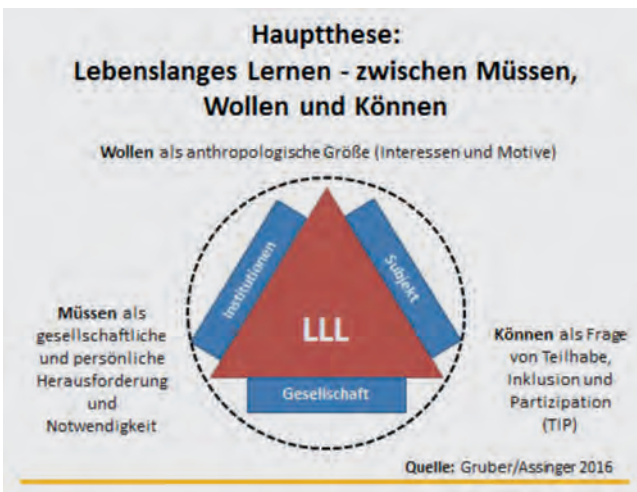 Hauptthese:
Lebenslanges Lernen - zwischen Müssen,
Wollen und Können
Wollen als anthropologische Größe (Interessen und Motive)
Institutionen
Subjekt
LLL
Gesellschaft
Müssen als
gesellschaftliche
und persönliche
Herausforderung
und
Notwendigkeit
Können als Frage
von Teilhabe,
Inklusion und
Partizipation
(TIP)
Quelle: Gruber/Assinger 2016